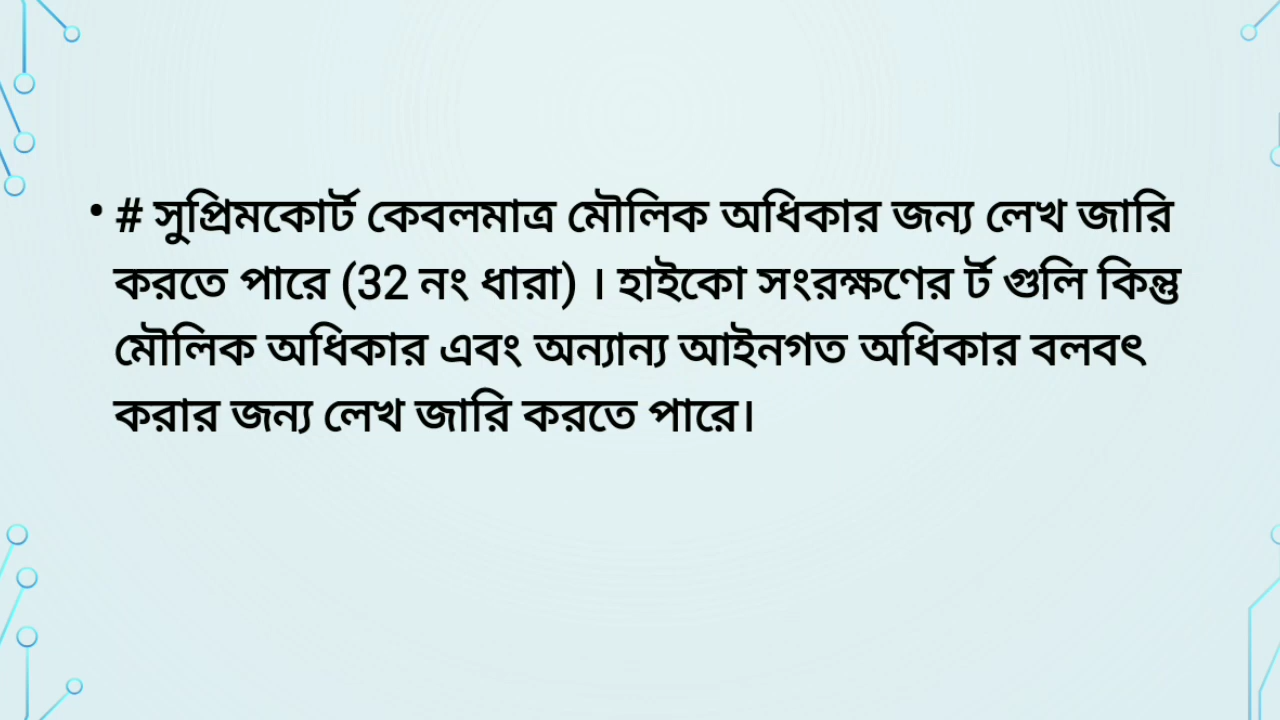 • # সুপ্রিমকোর্ট কেবলমাত্র মৌলিক অধিকার জন্য লেখ জারি
করতে পারে (32 নং ধারা) । হাইকো সংরক্ষণের র্ট গুলি কিন্তু
মৌলিক অধিকার এবং অন্যান্য আইনগত অধিকার বলবৎ
করার জন্য লেখ জারি করতে পারে।